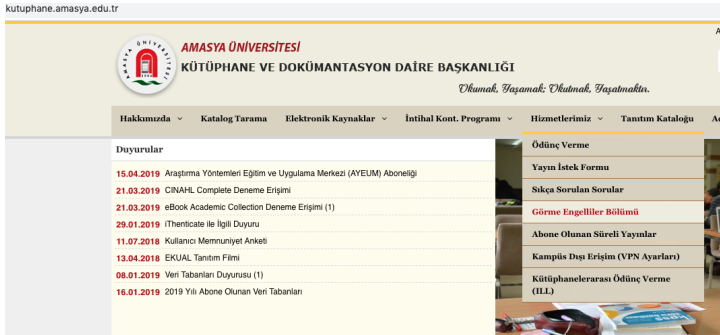 kutuphane.amasya.edu.tr
AMASYA ÜNİVERSİTESİ
KÜTÜPHANE VE DOKÜMANTASYON DAİRE BAŞKANLIĞI
Okumak, Yaşamak; Okutmak, Yaşatmaktır.
Hakkımızda Katalog Tarama Elektronik Kaynaklar İntihal Kont. Programı Hizmetlerimiz Tanıtım Kataloğu
Duyurular
15.04.2019 Araştırma Yöntemleri Eğitim ve Uygulama Merkezi (AYEUM) Aboneliği
21.03.2019 CINAHL Complete Deneme Erişimi
21.03.2019 eBook Academic Collection Deneme Erişimi (1)
29.01.2019 iThenticate ile İlgili Duyuru
11.07.2018 Kullanıcı Memnuniyet Anketi
13.04.2018 EKUAL Tanıtım Filmi
08.01.2019 Veri Tabanları Duyurusu (1)
16.01.2019 2019 Yılı Abone Olunan Veri Tabanları
Ödünç Verme
Yayın İstek Formu
Sıkça Sorulan Sorular
Görme Engelliler Bölümü
Abone Olunan Süreli Yayınlar
Kampüs Dışı Erişim (VPN Ayarları)
Kütüphanelerarası Ödünç Verme
(ILL)